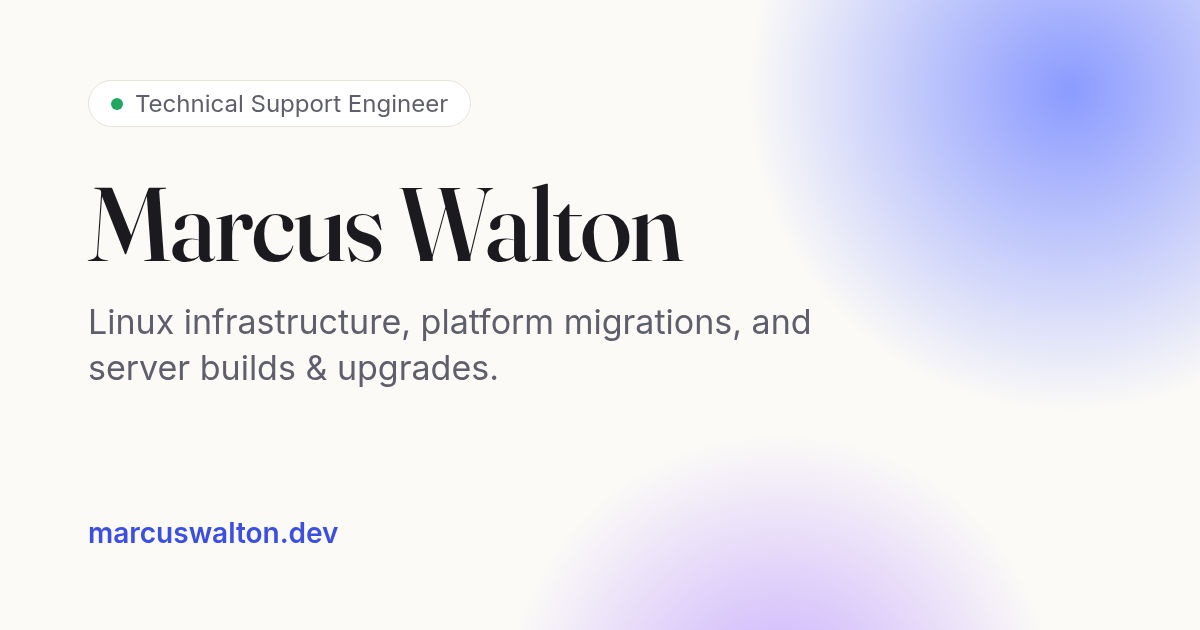 Technical Support Engineer
Marcus Walton
Linux infrastructure, platform migrations, and
server builds & upgrades.
marcuswalton.dev